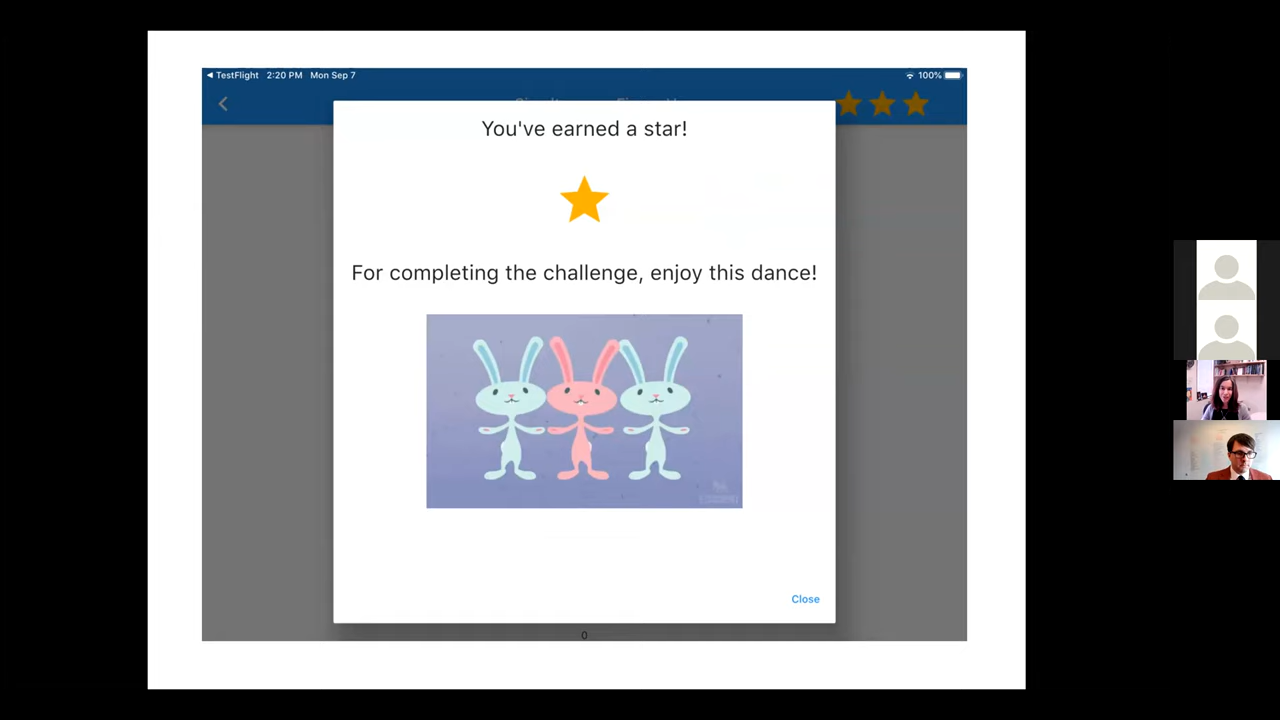 TestFlight 2:20 PM Mon Sep 7
100%
You've earned a star!
For completing the challenge, enjoy this dance!
Close
0